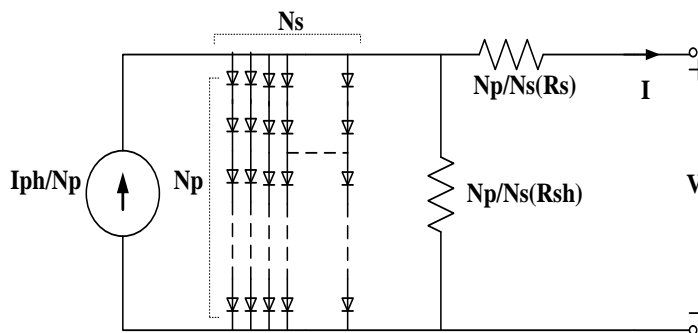 Ns
Np/Ns(Rs)
I
+
Iph/Np
Np
Np/Ns(Rsh)
V
-